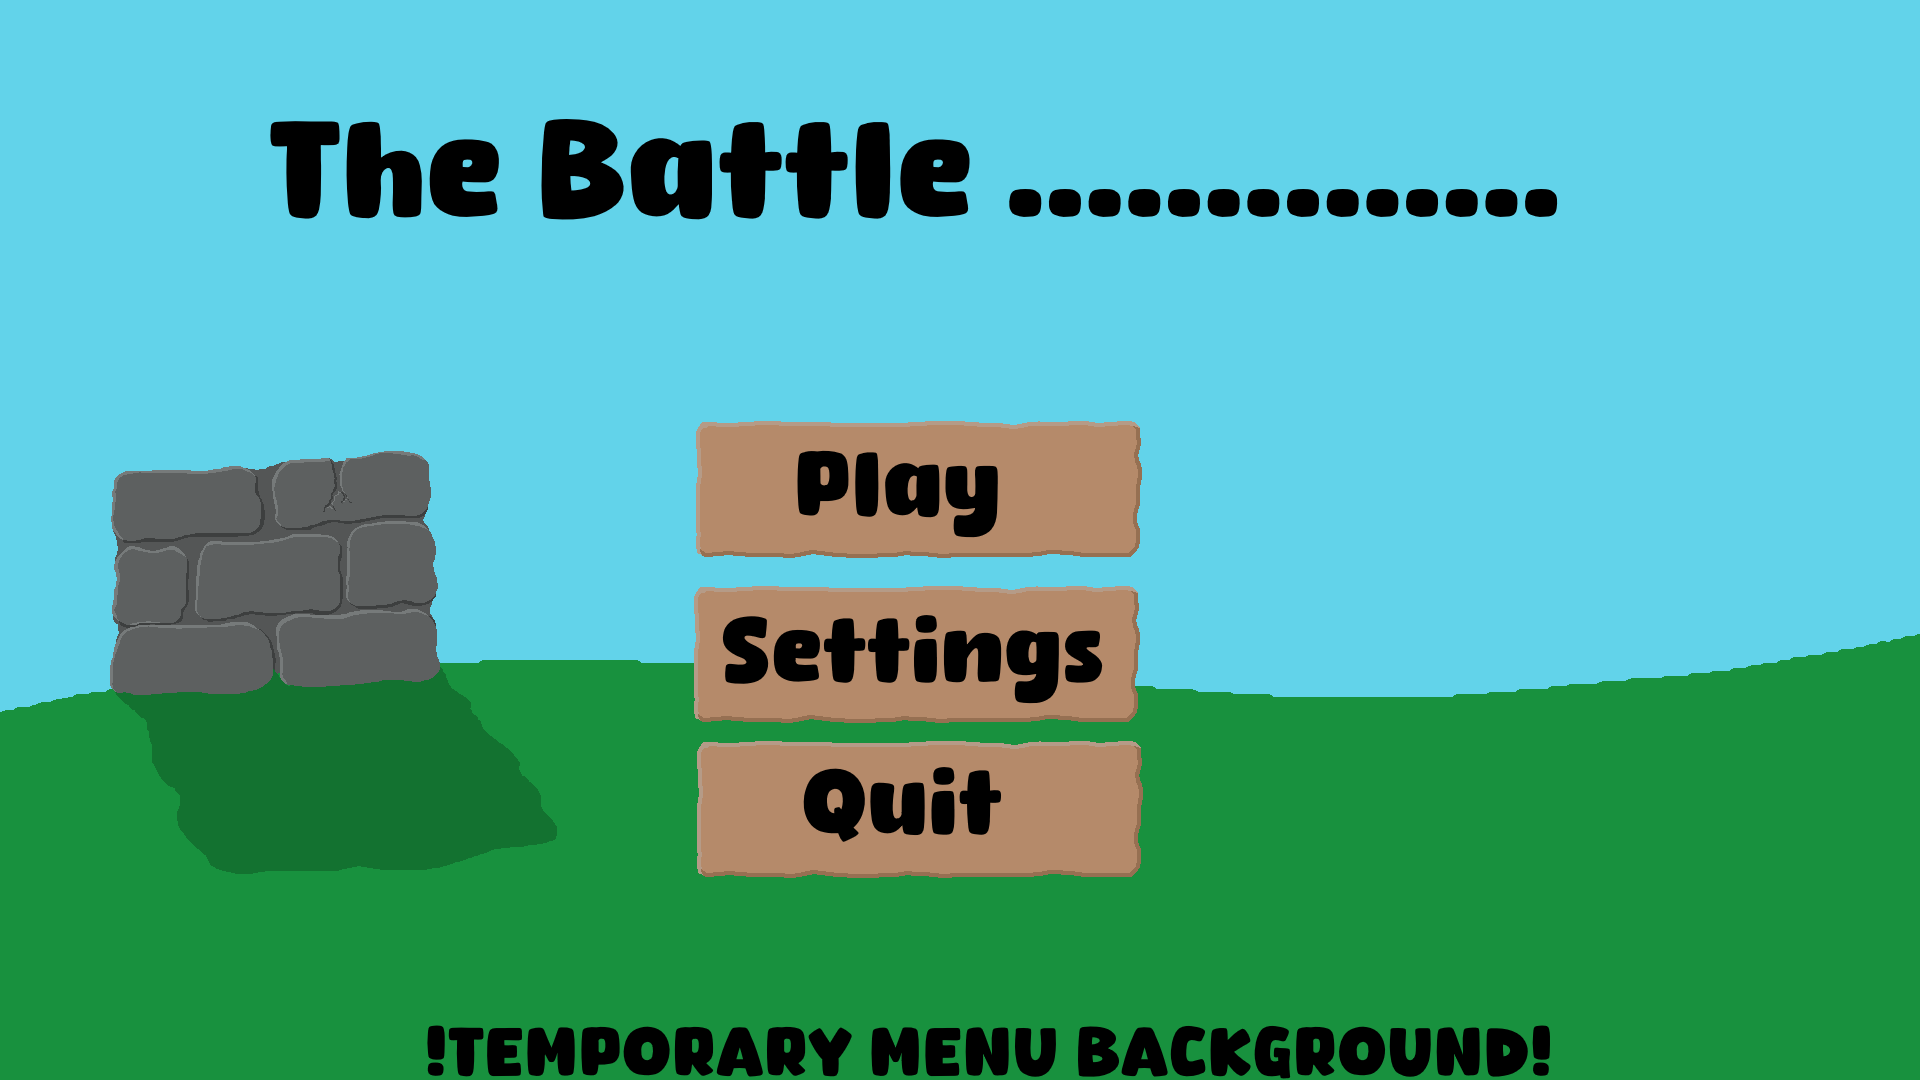 The Battle ..............
Play
Settings
Quit
!TEMPORARY MENU BACKGROUND!